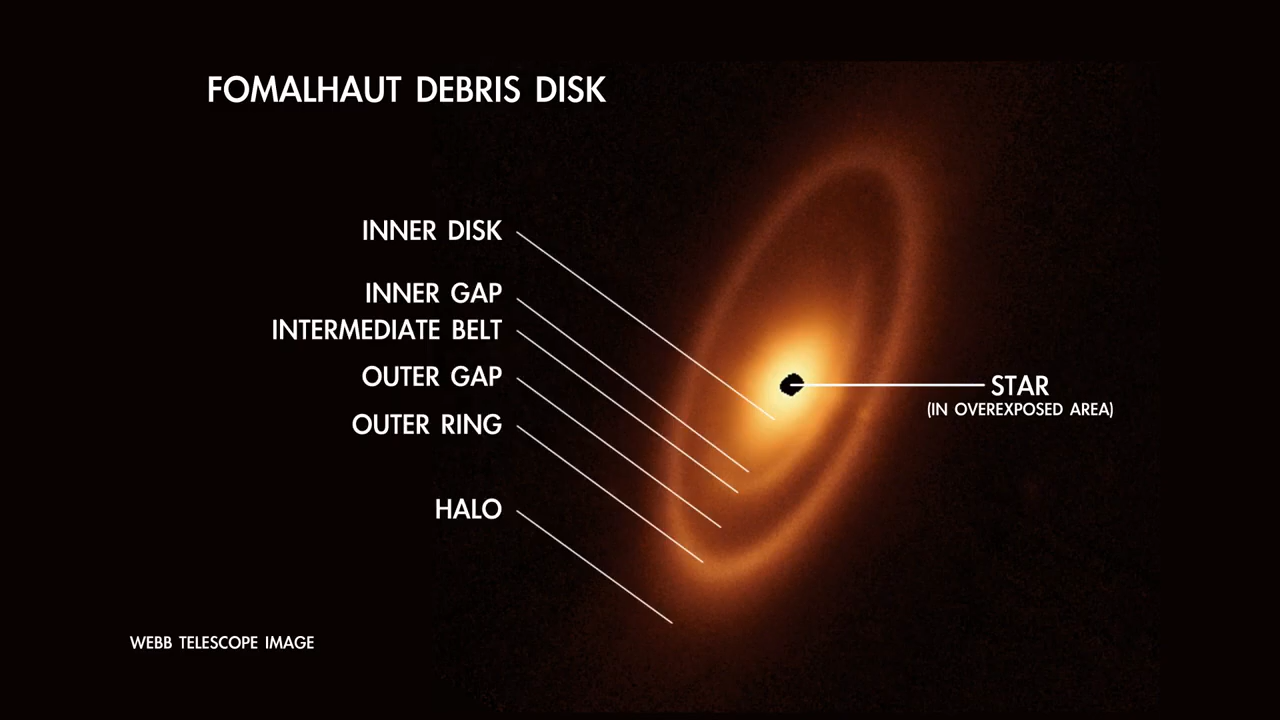 FOMALHAUT DEBRIS DISK
INNER DISK
INNER GAP
INTERMEDIATE BELT
OUTER GAP
OUTER RING
HALO
STAR
(IN OVEREXPOSED AREA)
WEBB TELESCOPE IMAGE